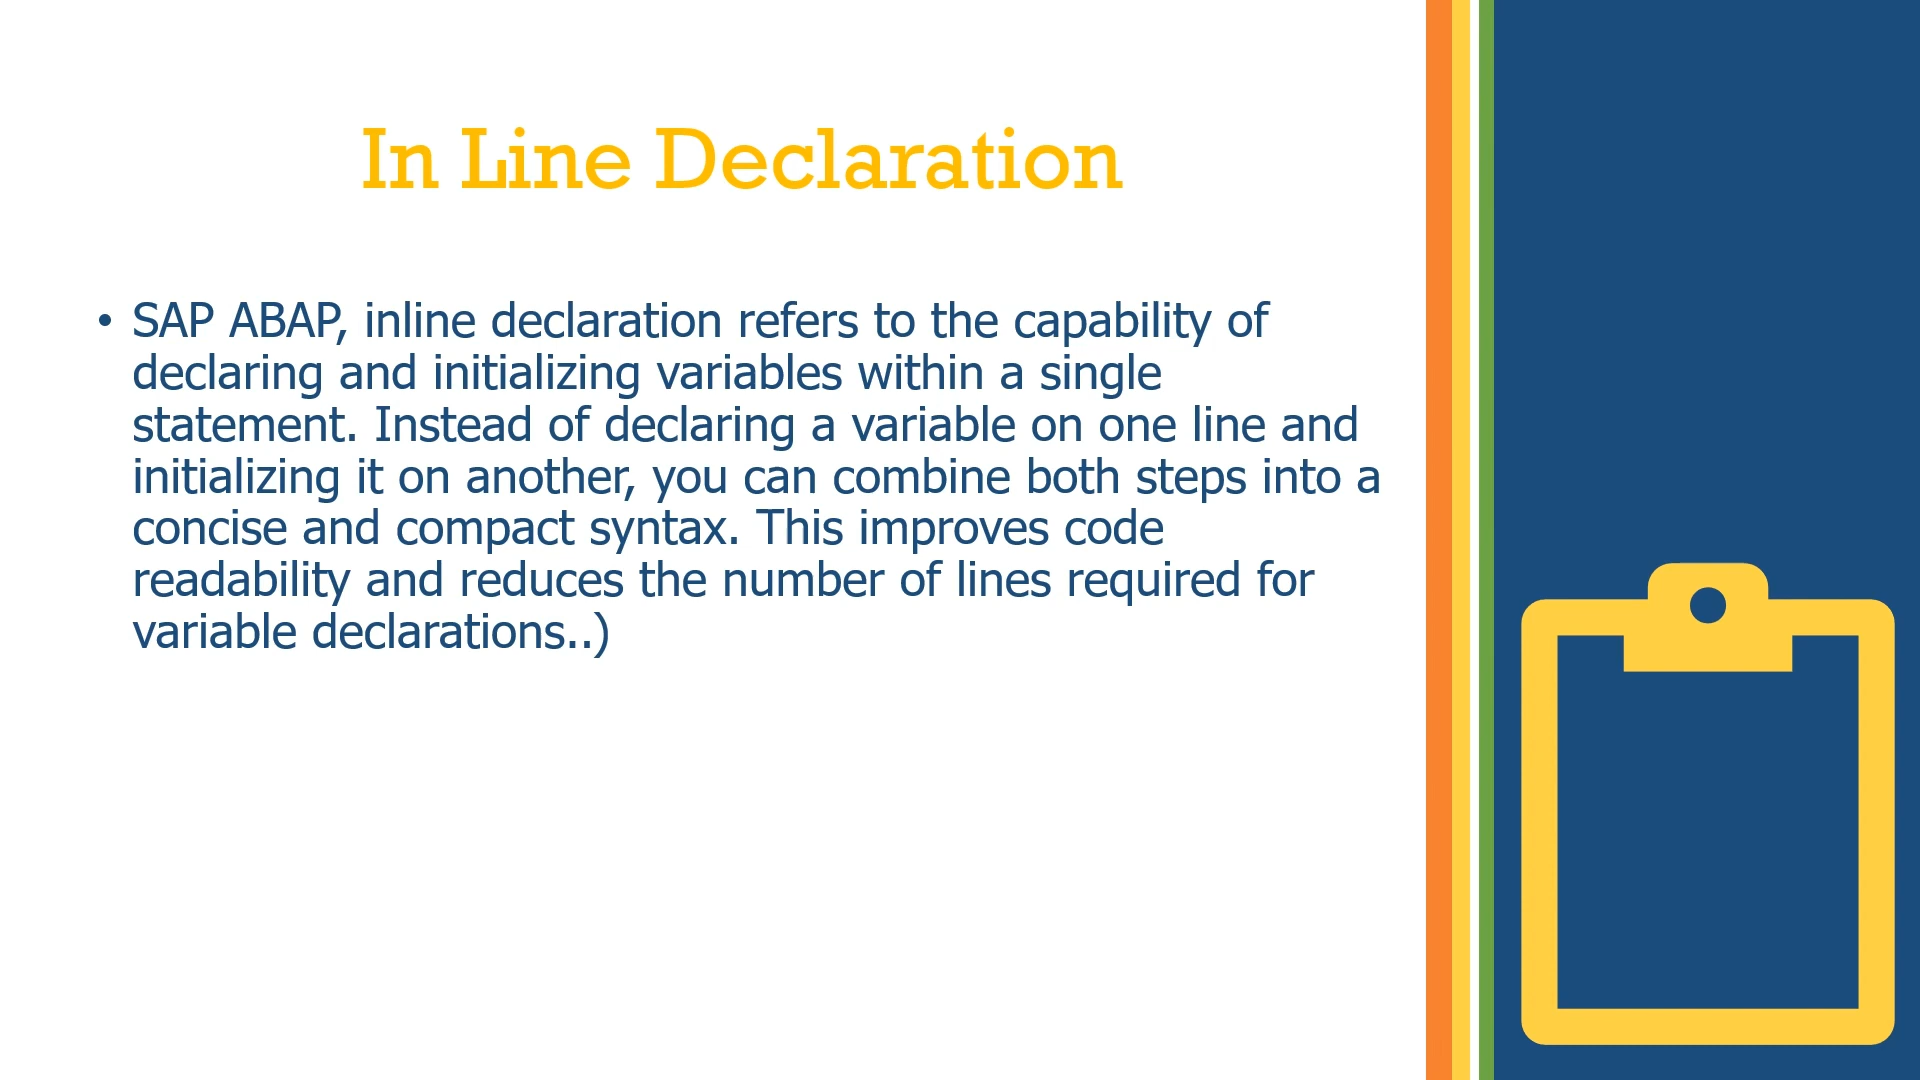 In Line Declaration
• SAP ABAP, inline declaration refers to the capability of
declaring and initializing variables within a single
statement. Instead of declaring a variable on one line and
initializing it on another, you can combine both steps into a
concise and compact syntax. This improves code
readability and reduces the number of lines required for
variable declarations..)